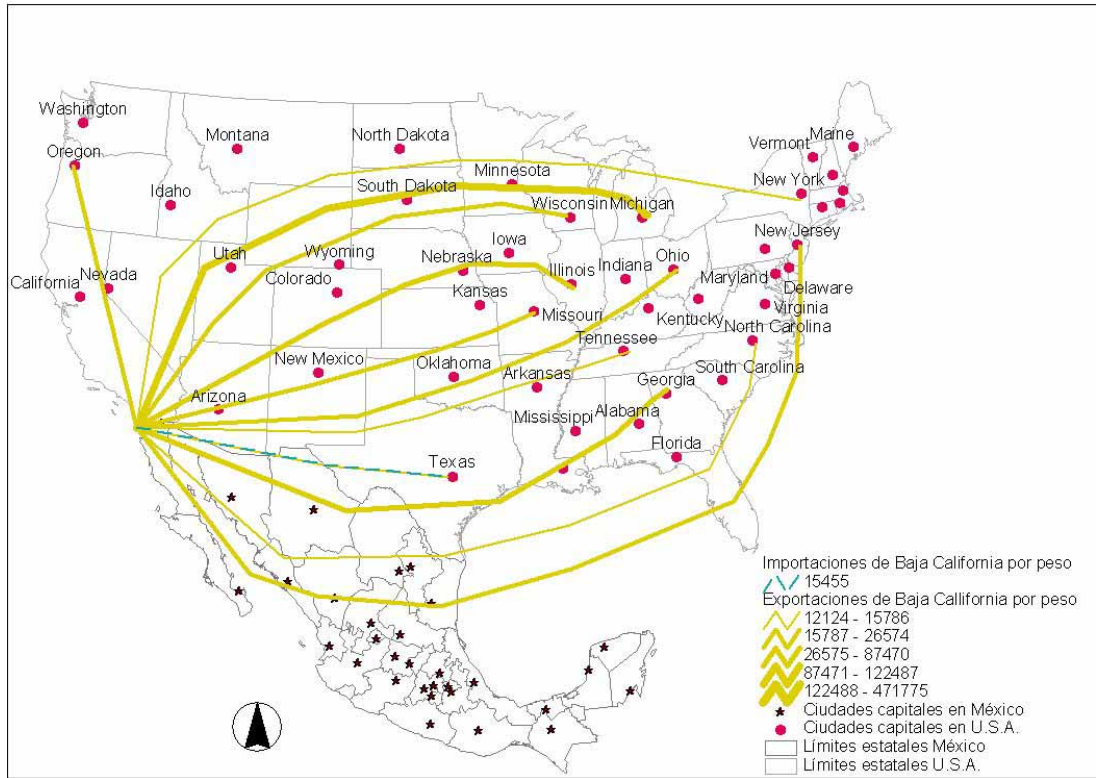 Washington
Oregon
Montana
North Dakota
Maine
Vermont
Idaho
South Dakota
Minnesota
New York
Wisconsin
Michigan
Utah
Wyoming
Nebraska
Iowa
New Jersey
California
Nevada
Colorado
Kansas
Illinois
Indiana
Ohio
Maryland
Delaware
Missouri
Kentucky
Virginia
Tennessee
North Carolina
New Mexico
Oklahoma
Arkansas
South Carolina
Arizona
Georgia
Mississippi
Alabama
Florida
Texas
Importaciones de Baja California por peso
15455
Exportaciones de Baja Callifornia por peso
12124 - 15786
15787 - 26574
26575 - 87470
87471 - 122487
122488 - 471775
Ciudades capitales en México
Ciudades capitales en U.S.A.
Límites estatales México
Límites estatales U.S.A.